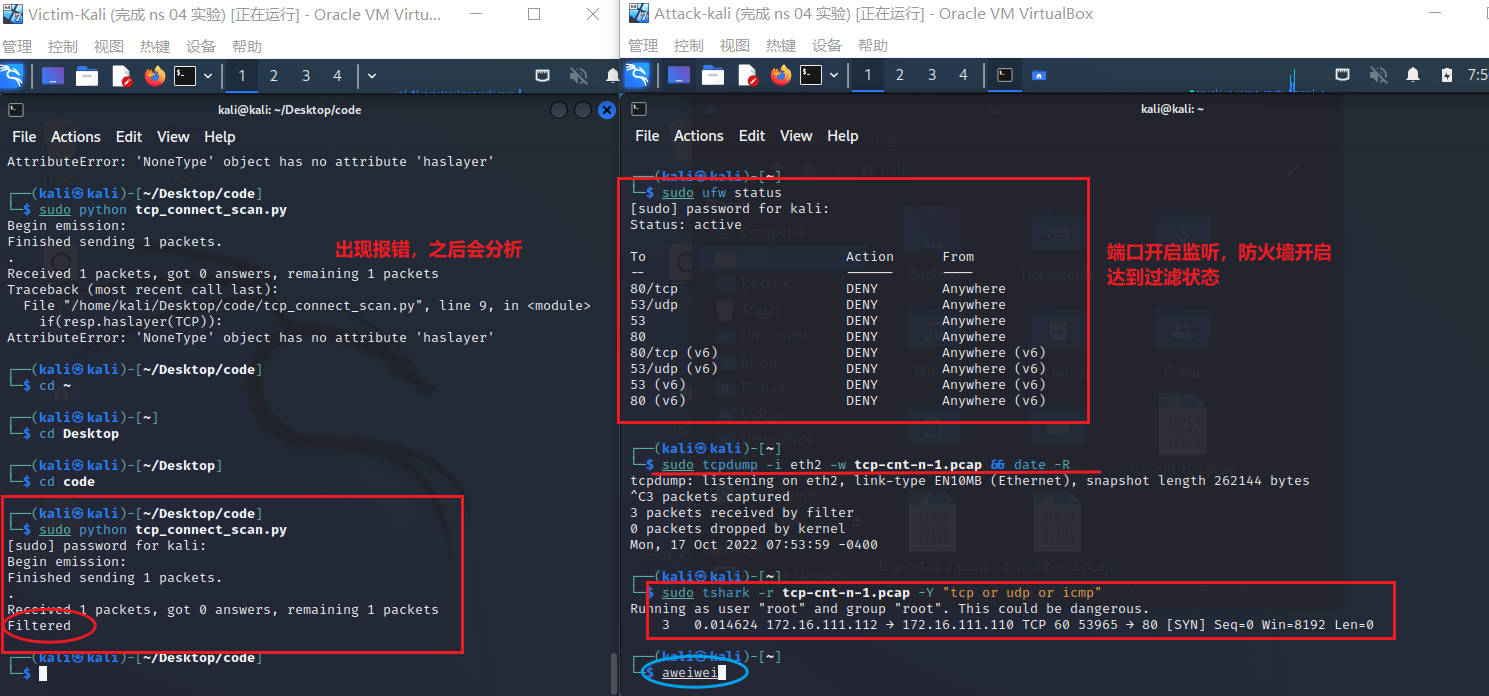 Victim-Kali (完成 ns 04 实验) [正在运行] - Oracle VM Virtu...
管理 控制 视图 热键 设备 帮助
1 2 3 4
kali@kali: ~/Desktop/code
File Actions Edit View Help
AttributeError: 'NoneType' object has no attribute 'haslayer'
┌──(kali㉿kali)-[~/Desktop/code]
└─$ sudo python tcp_connect_scan.py
Begin emission:
Finished sending 1 packets.
.
Received 1 packets, got 0 answers, remaining 1 packets
Traceback (most recent call last):
File "/home/kali/Desktop/code/tcp_connect_scan.py", line 9, in <module>
if(resp.haslayer(TCP)):
AttributeError: 'NoneType' object has no attribute 'haslayer'
出现报错，之后会分析
┌──(kali㉿kali)-[~/Desktop/code]
└─$ cd ~
┌──(kali㉿kali)-[~]
└─$ cd Desktop
┌──(kali㉿kali)-[~/Desktop]
└─$ cd code
┌──(kali㉿kali)-[~/Desktop/code]
└─$ sudo python tcp_connect_scan.py
[sudo] password for kali:
Begin emission:
Finished sending 1 packets.
.
Received 1 packets, got 0 answers, remaining 1 packets
Filtered
┌──(kali㉿kali)-[~/Desktop/code]
└─$
Attack-kali (完成 ns 04 实验) [正在运行] - Oracle VM VirtualBox
管理 控制 视图 热键 设备 帮助
1 2 3 4 7:5
kali@kali: ~
File Actions Edit View Help
┌──(kali㉿kali)-[~]
└─$ sudo ufw status
[sudo] password for kali:
Status: active
To Action From
-- ------ ----
80/tcp DENY Anywhere
53/udp DENY Anywhere
53 DENY Anywhere
80 DENY Anywhere
80/tcp (v6) DENY Anywhere (v6)
53/udp (v6) DENY Anywhere (v6)
53 (v6) DENY Anywhere (v6)
80 (v6) DENY Anywhere (v6)
端口开启监听，防火墙开启
达到过滤状态
┌──(kali㉿kali)-[~]
└─$ sudo tcpdump -i eth2 -w tcp-cnt-n-1.pcap && date -R
tcpdump: listening on eth2, link-type EN10MB (Ethernet), snapshot length 262144 bytes
^C3 packets captured
3 packets received by filter
0 packets dropped by kernel
Mon, 17 Oct 2022 07:53:59 -0400
┌──(kali㉿kali)-[~]
└─$ sudo tshark -r tcp-cnt-n-1.pcap -Y "tcp or udp or icmp"
Running as user "root" and group "root". This could be dangerous.
3 0.014624 172.16.111.112 → 172.16.111.110 TCP 60 53965 → 80 [SYN] Seq=0 Win=8192 Len=0
┌──(kali㉿kali)-[~]
└─$ aweiwei